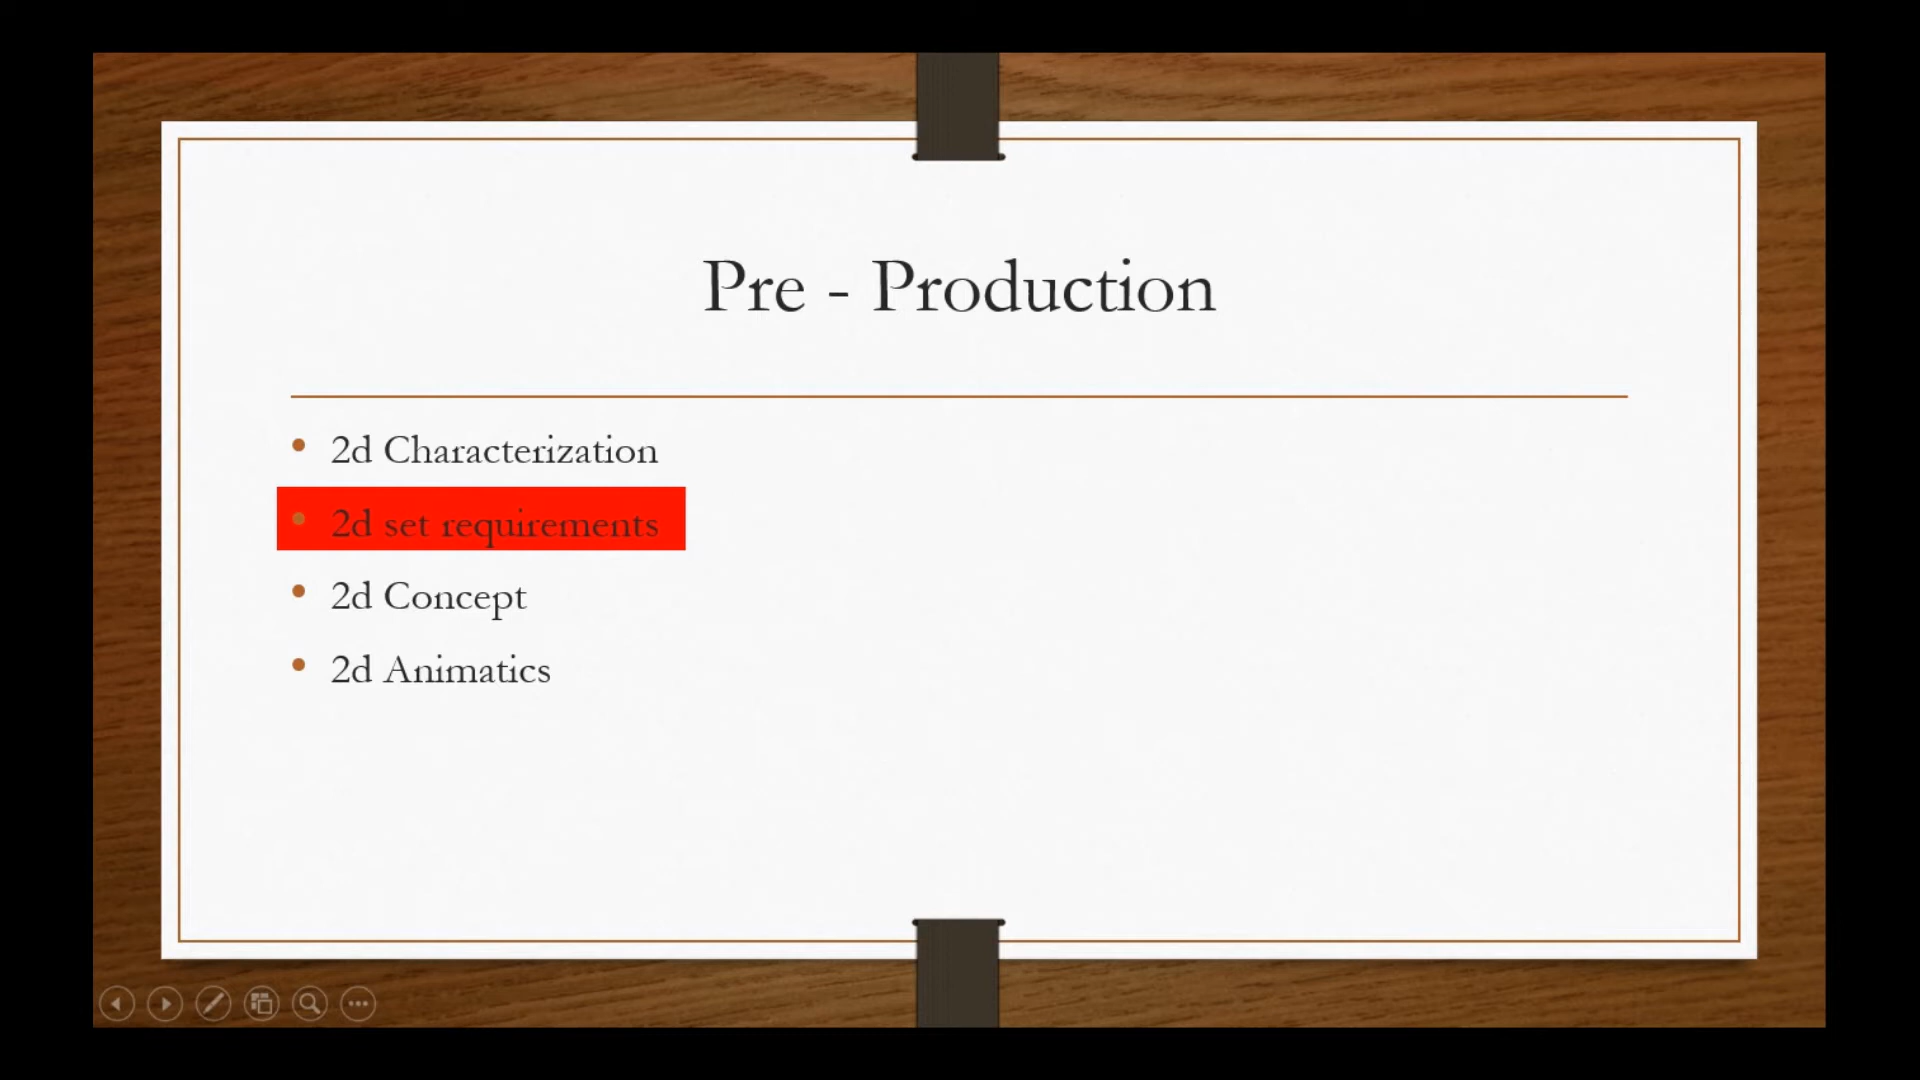 Pre - Production
2d Characterization
2d set requirements
2d Concept
2d Animatics